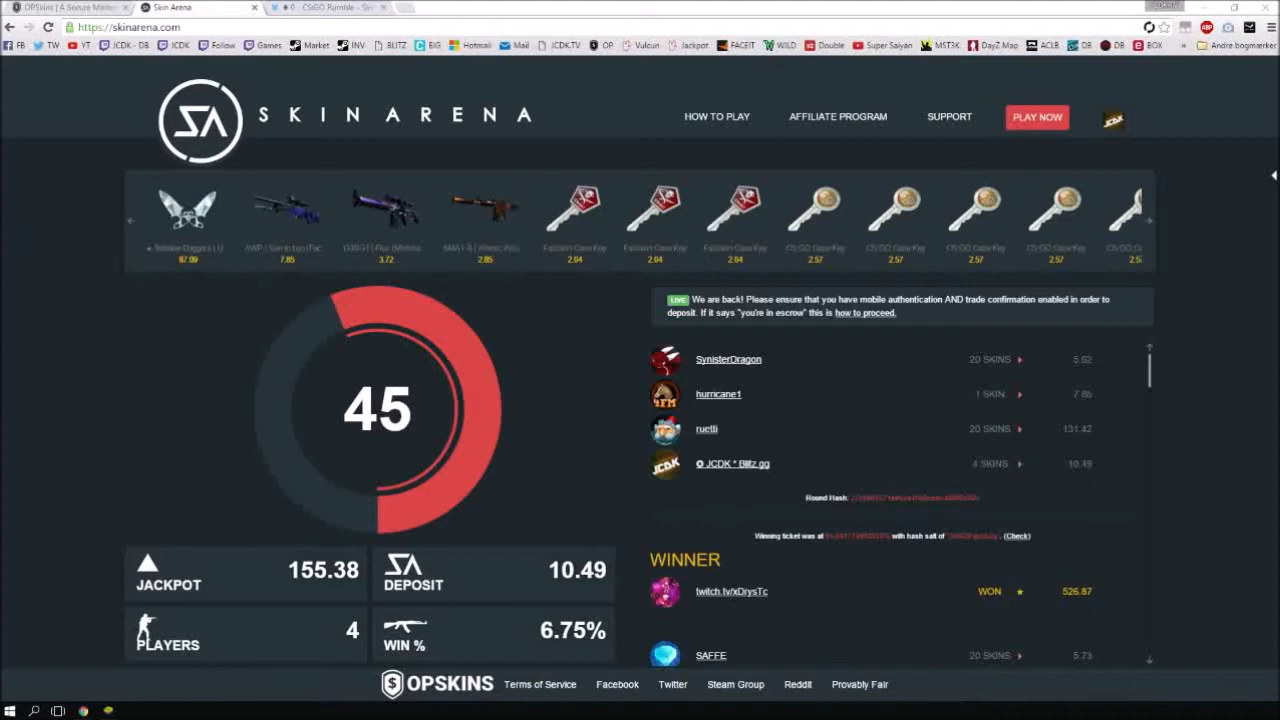 OPSkins | A Secure Market
Skin Arena
https://skinarena.com
FB TW YT JCDK - DB JCDK Follow Games Market INV BLITZ BIG Hotmail Mail JCDK.TV OP Vulcun Jackpot FACEIT WILD Double Super Saiyan MST3K DayZ Map ACLB DB DB BOX » Andre bogmærker
SA SKINARENA
HOW TO PLAY AFFILIATE PROGRAM SUPPORT PLAY NOW
Falchion Case Key Falchion Case Key Falchion Case Key CS:GO Case Key CS:GO Case Key CS:GO Case Key CS:GO Case Key
87.09 7.85 3.72 2.85 2.64 2.64 2.64 2.57 2.57 2.57 2.57
LIVE We are back! Please ensure that you have mobile authentication AND trade confirmation enabled in order to
deposit. If it says "you're in escrow" this is how to proceed.
45
SynisterDragon 20 SKINS
hurricane1 1 SKIN 7.85
ruetli 20 SKINS 131.42
JCDK * Blitz.gg 4 SKINS 10.49
Round Hash:
Winning ticket was at with hash salt of (Check)
WINNER
twitch.tv/xDrysTc WON ★ 526.87
SAFFE 20 SKINS 5.73
JACKPOT 155.38
SA DEPOSIT 10.49
PLAYERS 4
WIN % 6.75%
OPSKINS Terms of Service Facebook Twitter Steam Group Reddit Provably Fair